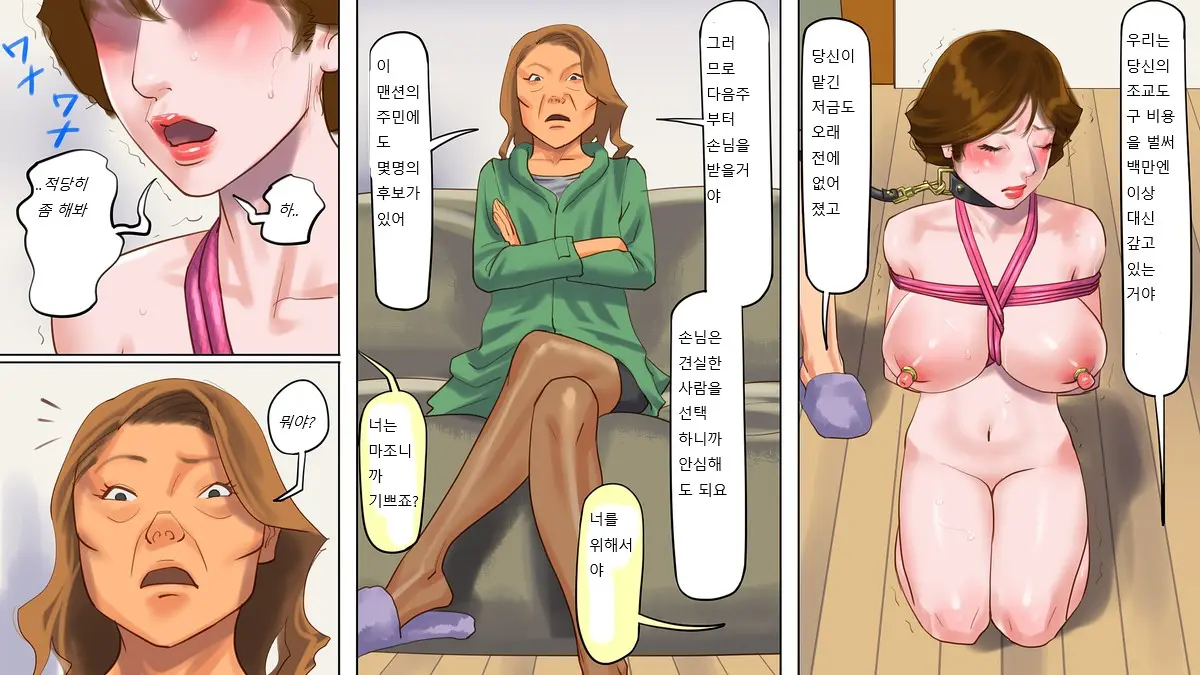 ワナ
ワナ
..적당히
좀 해봐
하..
뭐야?
이
맨션의
주민에
도
몇명의
후보가
있어
그러
므로
다음주
부터
손님을
받을거
야
손님은
견실한
사람을
선택
하니까
안심해
도 되요
너는
마조니
까
기쁘죠?
너를
위해서
야
당신이
맡긴
저금도
오래
전에
없어
졌고
우리는
당신의
조교도
구 비용
을 벌써
백만엔
이상
대신
갚고
있는
거야